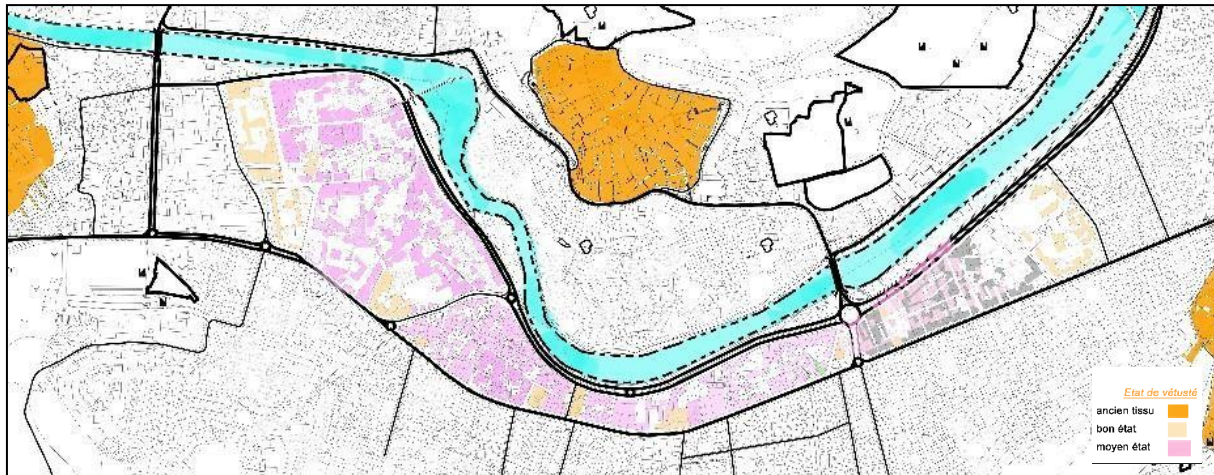 Etat de vétusté
ancien tissu
bon état
moyen état